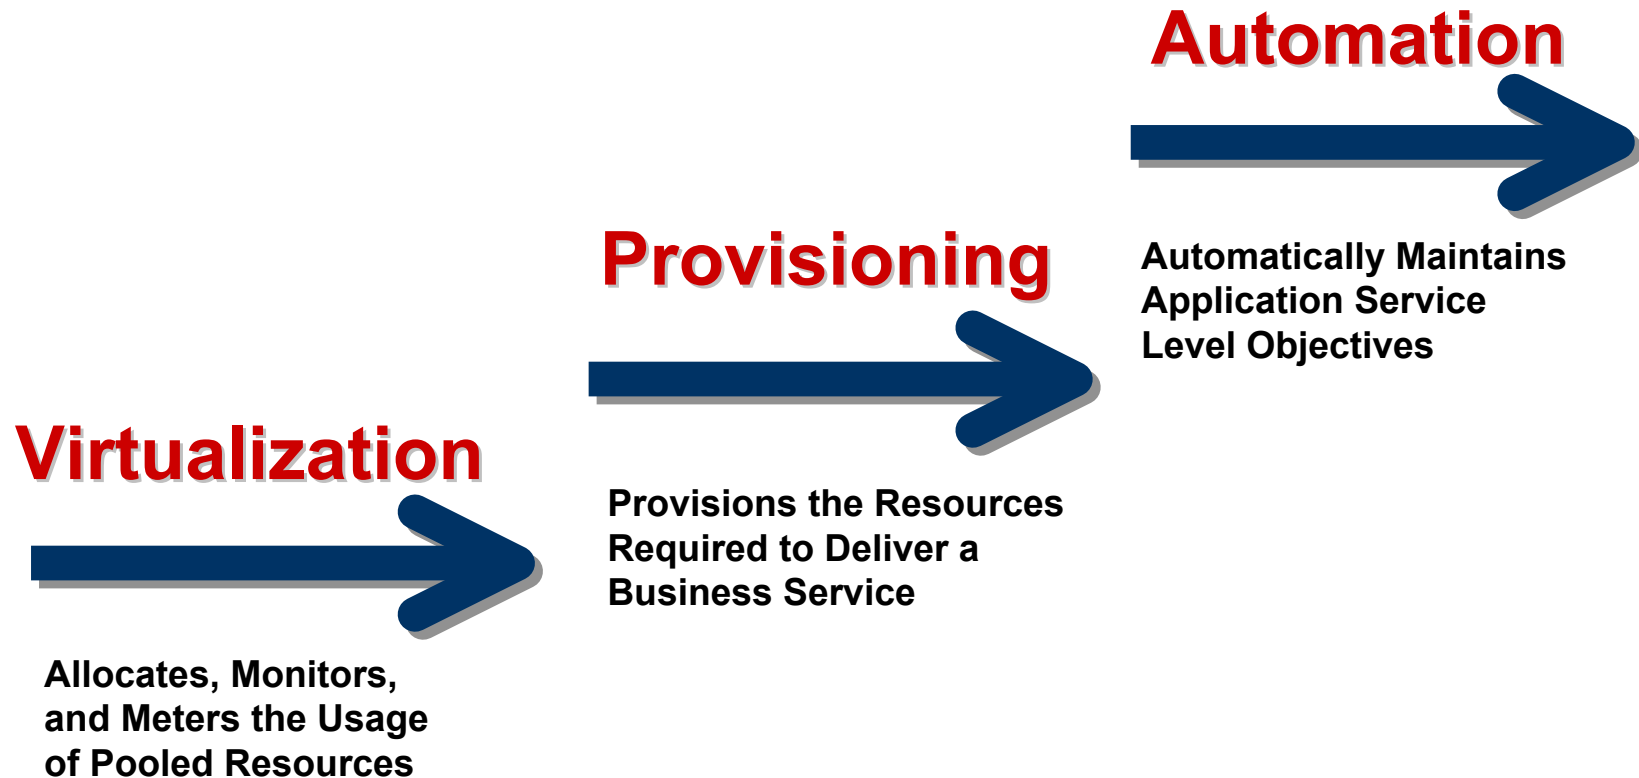 Automation
Automatically Maintains
Application Service
Level Objectives
Provisioning
Provisions the Resources
Required to Deliver a
Business Service
Virtualization
Allocates, Monitors,
and Meters the Usage
of Pooled Resources